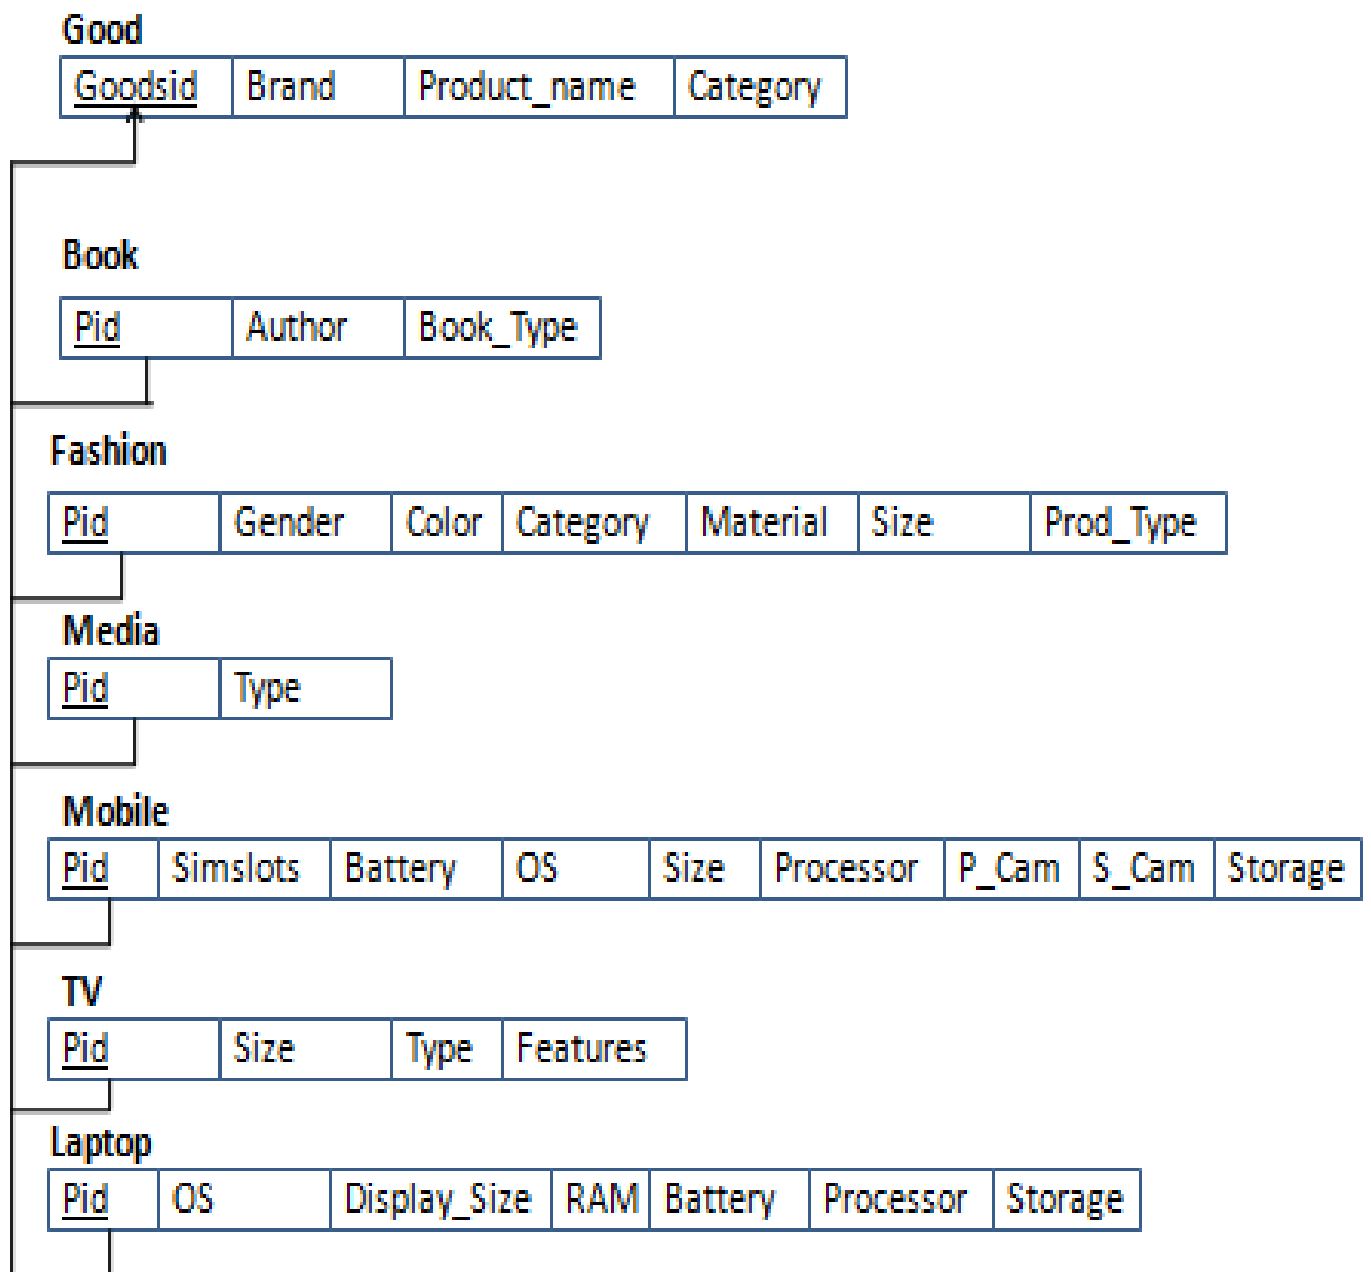 Good
Goodsid Brand Product_name Category
Book
Pid Author Book_Type
Fashion
Pid Gender Color Category Material Size Prod_Type
Media
Pid Type
Mobile
Pid Simslots Battery OS Size Processor P_Cam S_Cam Storage
TV
Pid Size Type Features
Laptop
Pid OS Display_Size RAM Battery Processor Storage